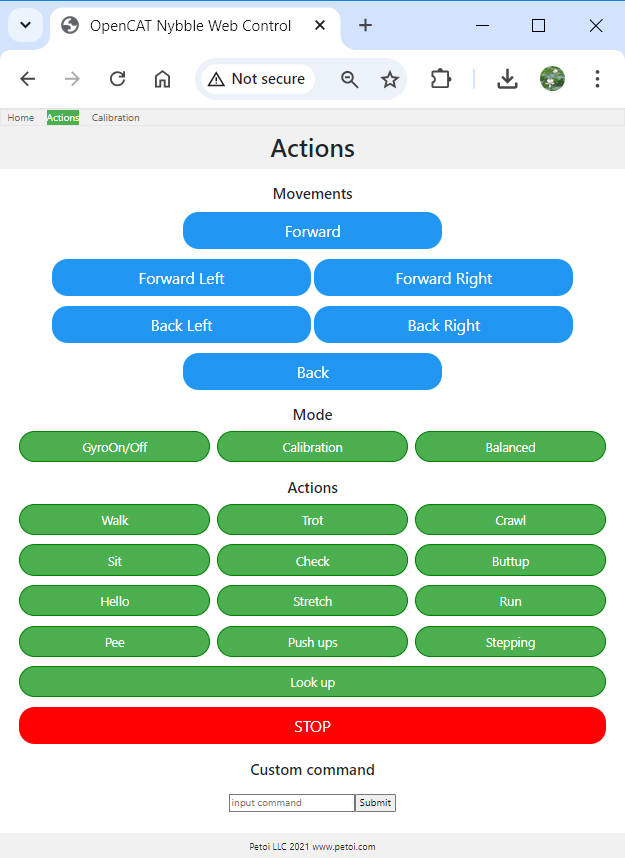 OpenCAT Nybble Web Control
Not secure
Home Actions Calibration
Actions
Movements
Forward
Forward Left Forward Right
Back Left Back Right
Back
Mode
GyroOn/Off Calibration Balanced
Actions
Walk Trot Crawl
Sit Check Buttup
Hello Stretch Run
Pee Push ups Stepping
Look up
STOP
Custom command
input command Submit
Petoi LLC 2021 www.petoi.com